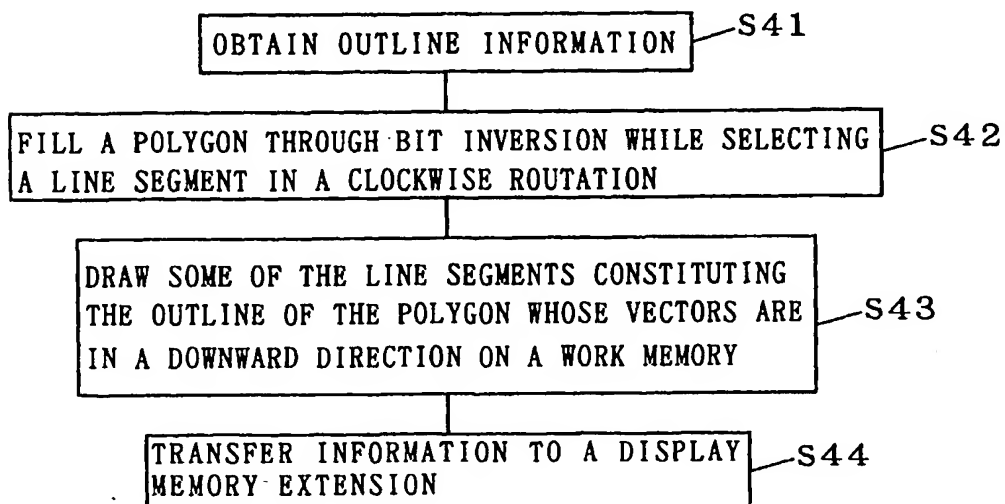 OBTAIN OUTLINE INFORMATION
S41
FILL A POLYGON THROUGH BIT INVERSION WHILE SELECTING
A LINE SEGMENT IN A CLOCKWISE ROUTATION
S42
DRAW SOME OF THE LINE SEGMENTS CONSTITUTING
THE OUTLINE OF THE POLYGON WHOSE VECTORS ARE
IN A DOWNWARD DIRECTION ON A WORK MEMORY
S43
TRANSFER INFORMATION TO A DISPLAY
MEMORY EXTENSION
S44